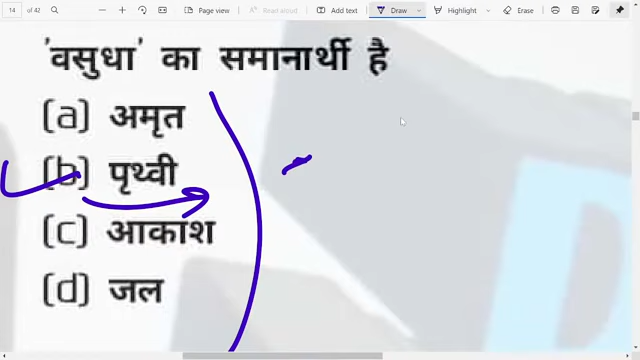 14 of 42 Page view Read aloud Add text Draw Highlight Erase
'वसुधा' का समानार्थी है
(a) अमृत
(b) पृथ्वी
(c) आकाश
(d) जल